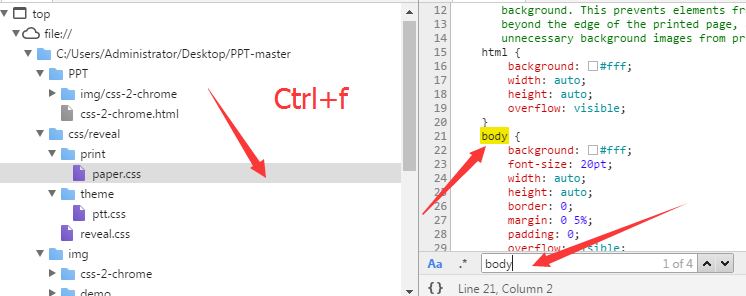 top
file://
C:/Users/Administrator/Desktop/PPT-master
PPT
img/css-2-chrome
css-2-chrome.html
css/reveal
print
paper.css
theme
ptt.css
reveal.css
img
css-2-chrome
demo
Ctrl+f
12 background. This prevents elements fr
13 beyond the edge of the printed page,
14 unnecessary background images from pr
15 html {
16 background: #fff;
17 width: auto;
18 height: auto;
19 overflow: visible;
20 }
21 body {
22 background: #fff;
23 font-size: 20pt;
24 width: auto;
25 height: auto;
26 border: 0;
27 margin: 0 5%;
28 padding: 0;
29 overflow: visible;
Aa .* body 1 of 4
{} Line 21, Column 2